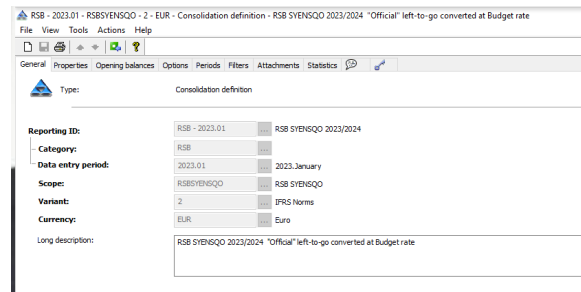 RSB - 2023.01 - RSBSYENSQO - 2 - EUR - Consolidation definition - RSB SYENSQO 2023/2024 "Official" left-to-go converted at Budget rate
File View Tools Actions Help
General Properties Opening balances Options Periods Filters Attachments Statistics
Type: Consolidation definition
Reporting ID: RSB - 2023.01 ... RSB SYENSQO 2023/2024
Category: RSB ...
Data entry period: 2023.01 ... 2023.January
Scope: RSBSYENSQO ... RSB SYENSQO
Variant: 2 ... IFRS Norms
Currency: EUR ... Euro
Long description: RSB SYENSQO 2023/2024 "Official" left-to-go converted at Budget rate